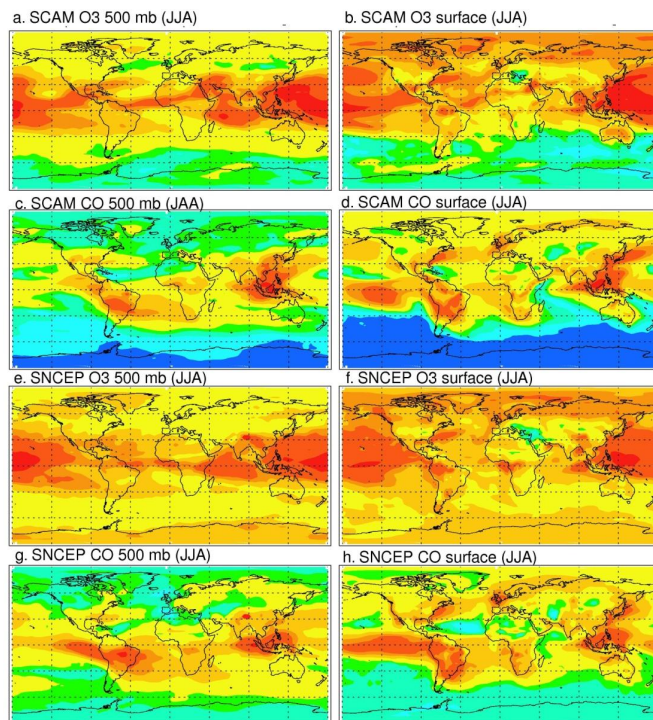 a. SCAM O3 500 mb (JJA)
b. SCAM O3 surface (JJA)
c. SCAM CO 500 mb (JAA)
d. SCAM CO surface (JJA)
e. SNCEP O3 500 mb (JJA)
f. SNCEP O3 surface (JJA)
g. SNCEP CO 500 mb (JJA)
h. SNCEP CO surface (JJA)